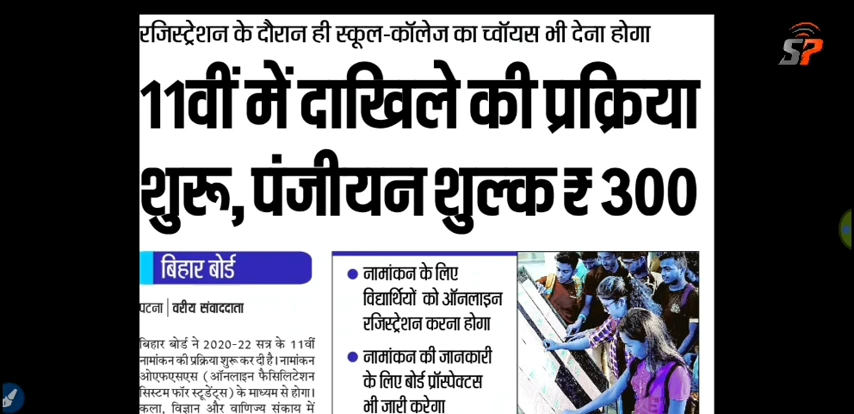 रजिस्ट्रेशन के दौरान ही स्कूल-कॉलेज का च्वॉयस भी देना होगा
SP
11वीं में दाखिले की प्रक्रिया
शुरू, पंजीयन शुल्क ₹ 300
बिहार बोर्ड
पटना | वरीय संवाददाता
बिहार बोर्ड ने 2020-22 सत्र के 11वीं
नामांकन की प्रक्रिया शुरू कर दी है। नामांकन
ओएफएसएस (ऑनलाइन फैसिलिटेशन
सिस्टम फॉर स्टूडेंट्स) के माध्यम से होगा।
कला, विज्ञान और वाणिज्य संकाय में
● नामांकन के लिए
विद्यार्थियों को ऑनलाइन
रजिस्ट्रेशन करना होगा
● नामांकन की जानकारी
के लिए बोर्ड प्रॉस्पेक्टस
भी जारी करेगा